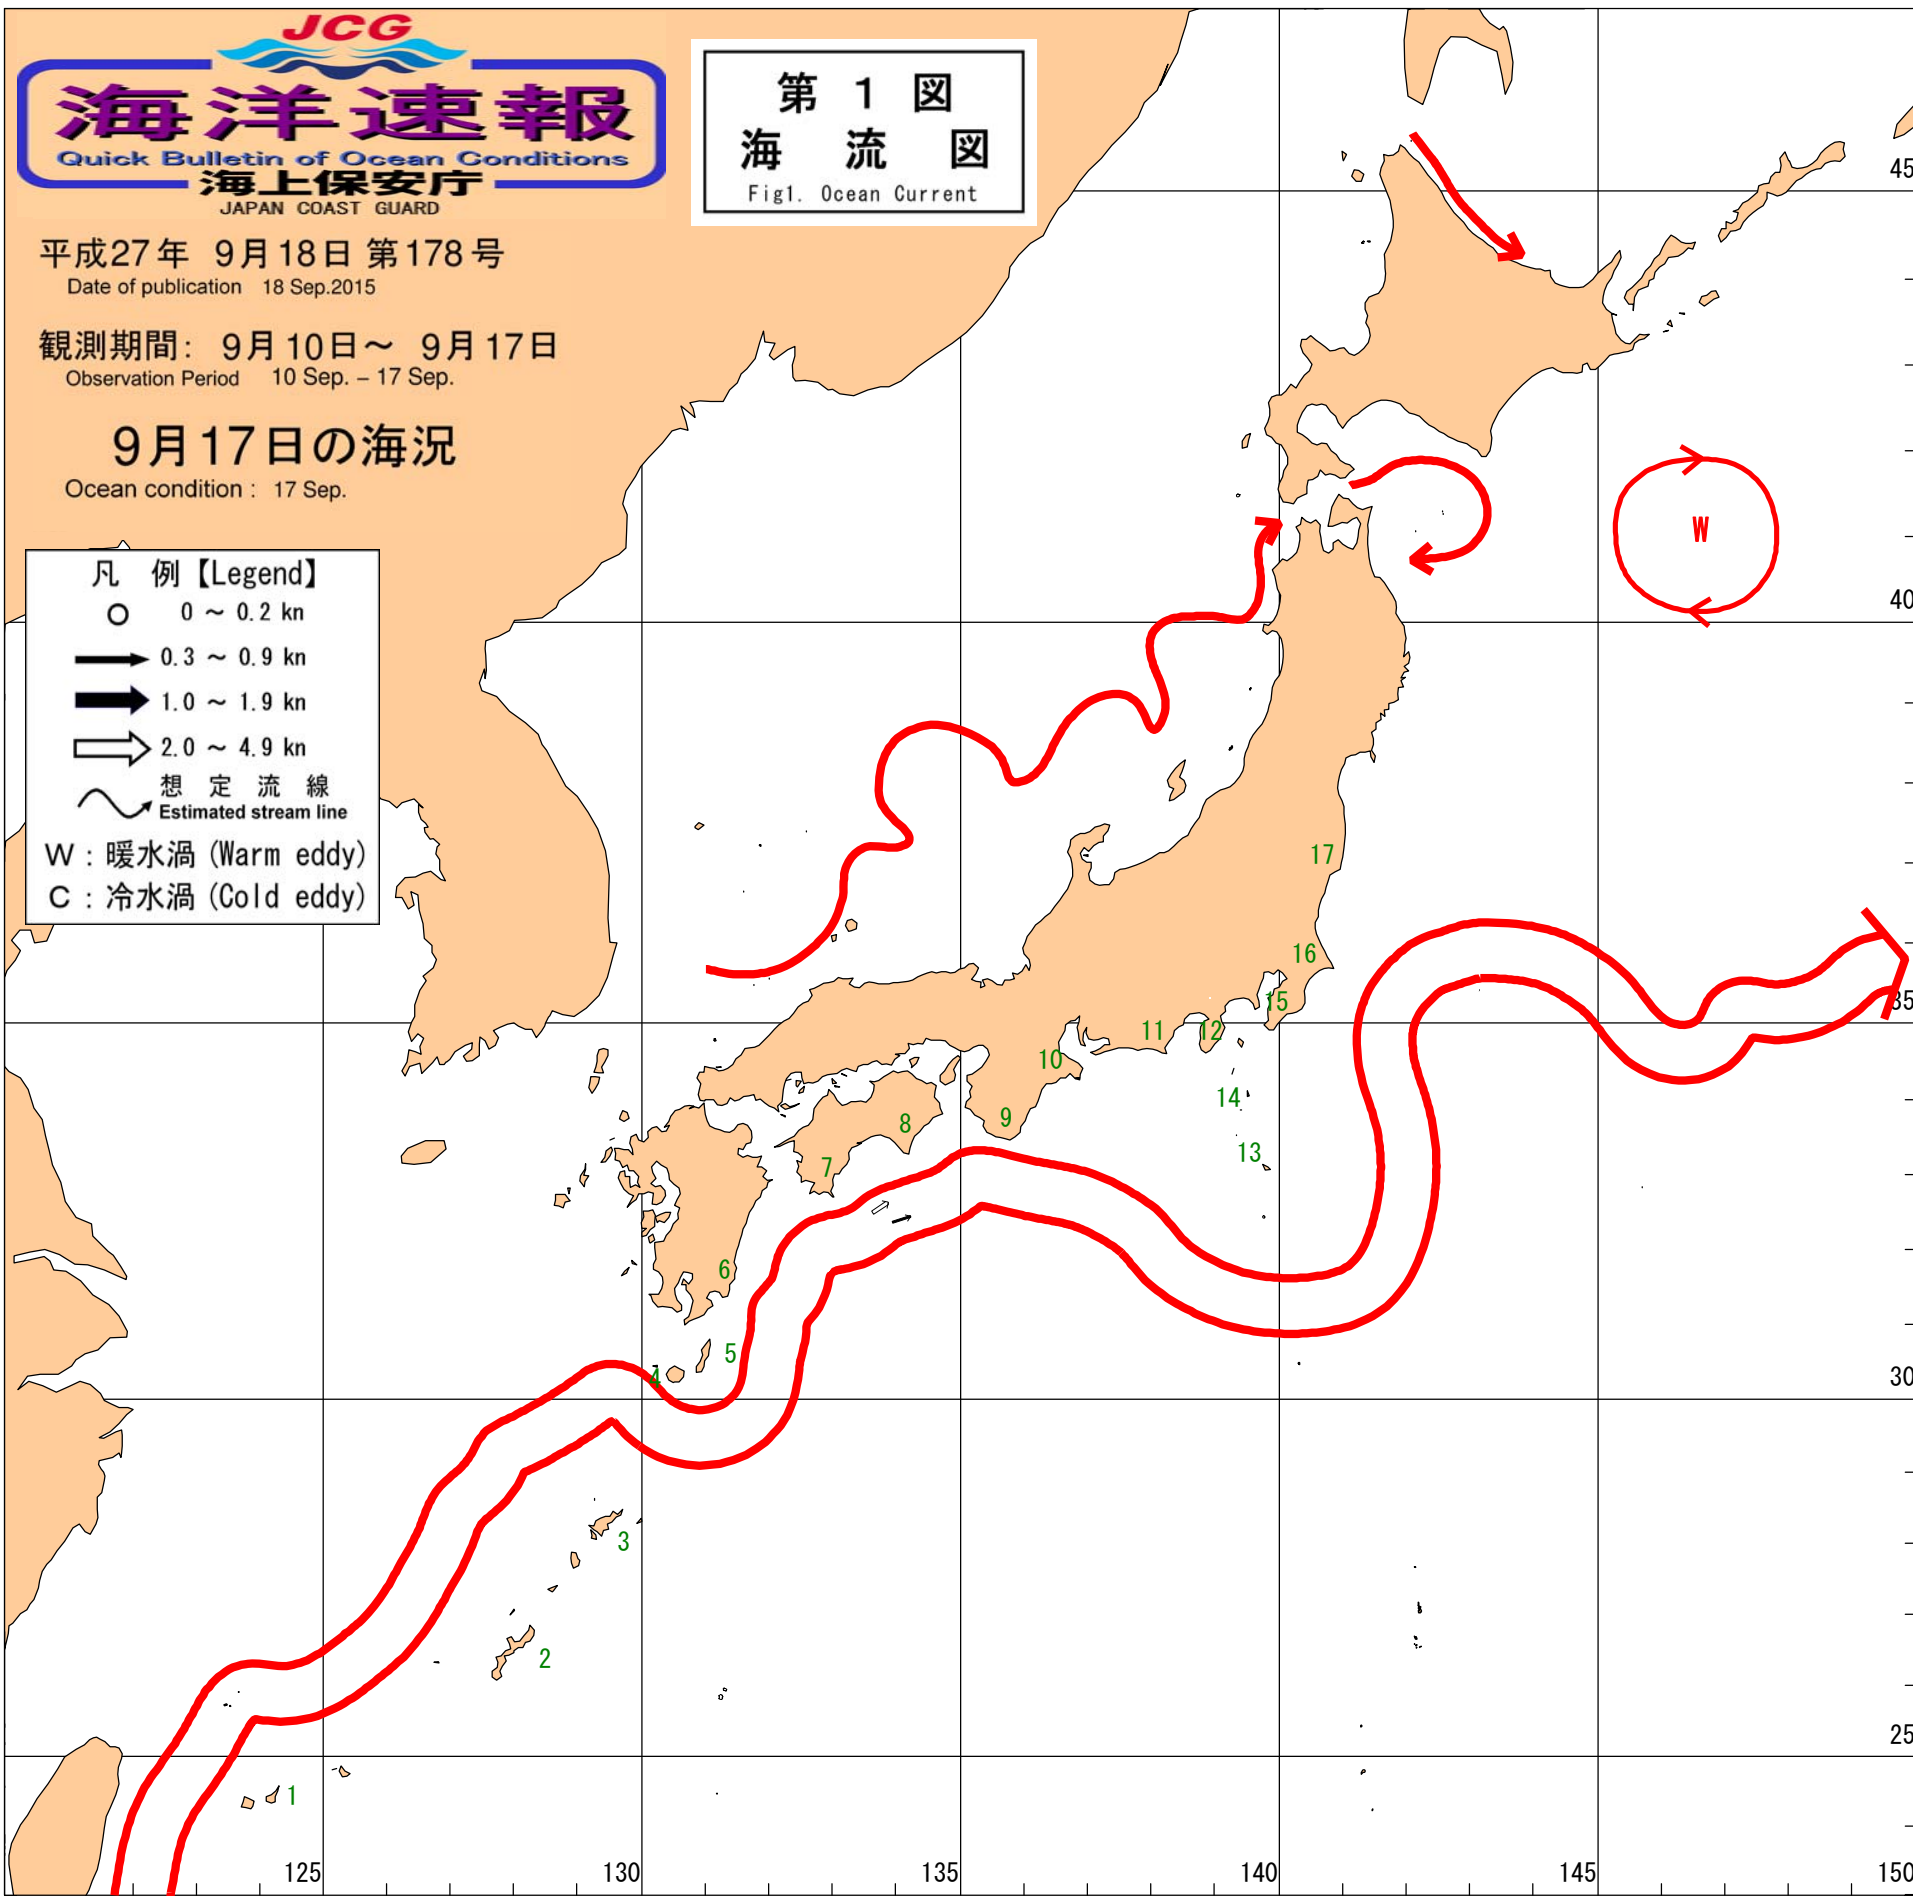 JCG
海洋速報
Quick Bulletin of Ocean Conditions
海上保安庁
JAPAN COAST GUARD
平成27年 9月18日 第178号
Date of publication 18 Sep.2015
観測期間: 9月10日～ 9月17日
Observation Period 10 Sep. – 17 Sep.
9月17日の海況
Ocean condition : 17 Sep.
第 1 図
海 流 図
Fig1. Ocean Current
凡 例【Legend】
0 ～ 0.2 kn
0.3 ～ 0.9 kn
1.0 ～ 1.9 kn
2.0 ～ 4.9 kn
想 定 流 線
Estimated stream line
W : 暖水渦 (Warm eddy)
C : 冷水渦 (Cold eddy)
45
W
40
17
16
35
15
12
11
10
14
9
8
13
7
6
5
4
30
3
2
25
1
125
130
135
140
145
150